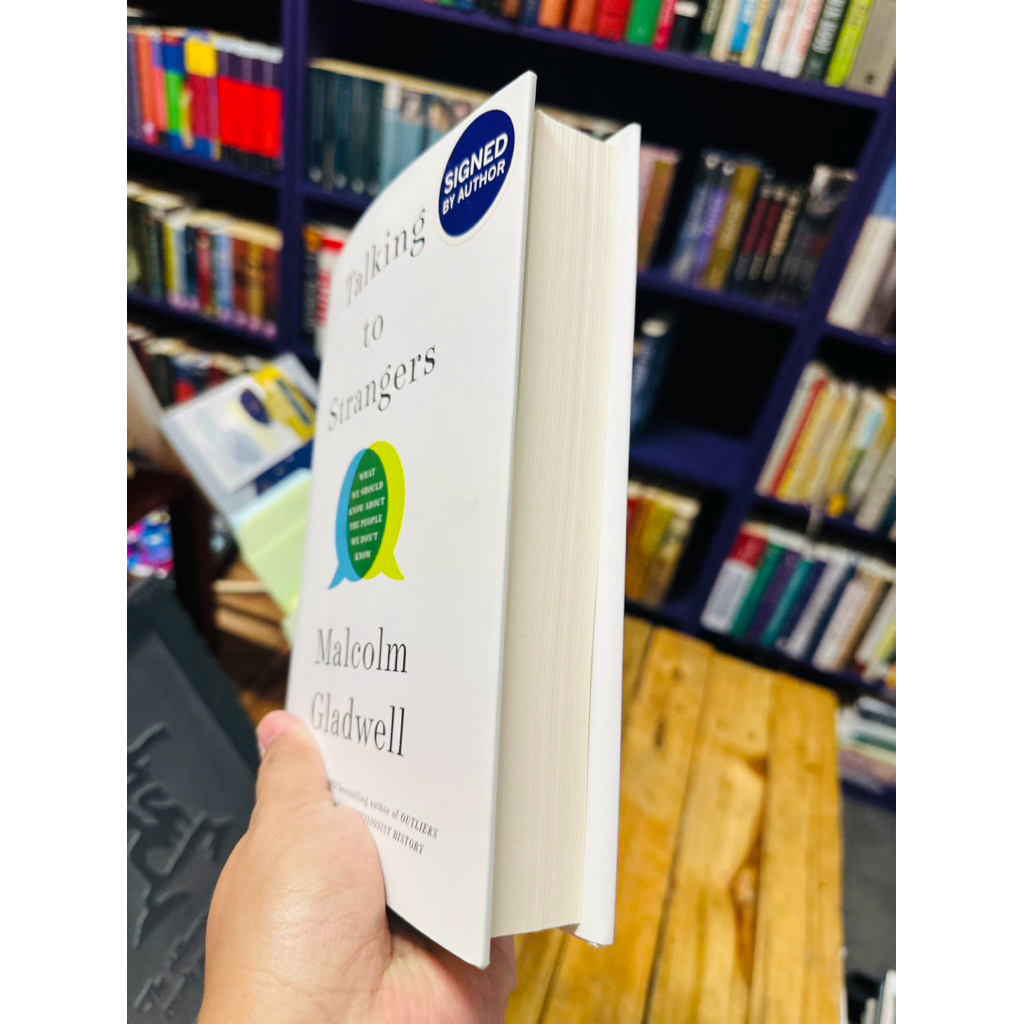 SIGNED
BY AUTHOR
Talking
to
Strangers
WHAT
WE SHOULD
KNOW ABOUT
THE PEOPLE
WE DON'T
KNOW
Malcolm
Gladwell
bestselling author of OUTLIERS
HISTORY